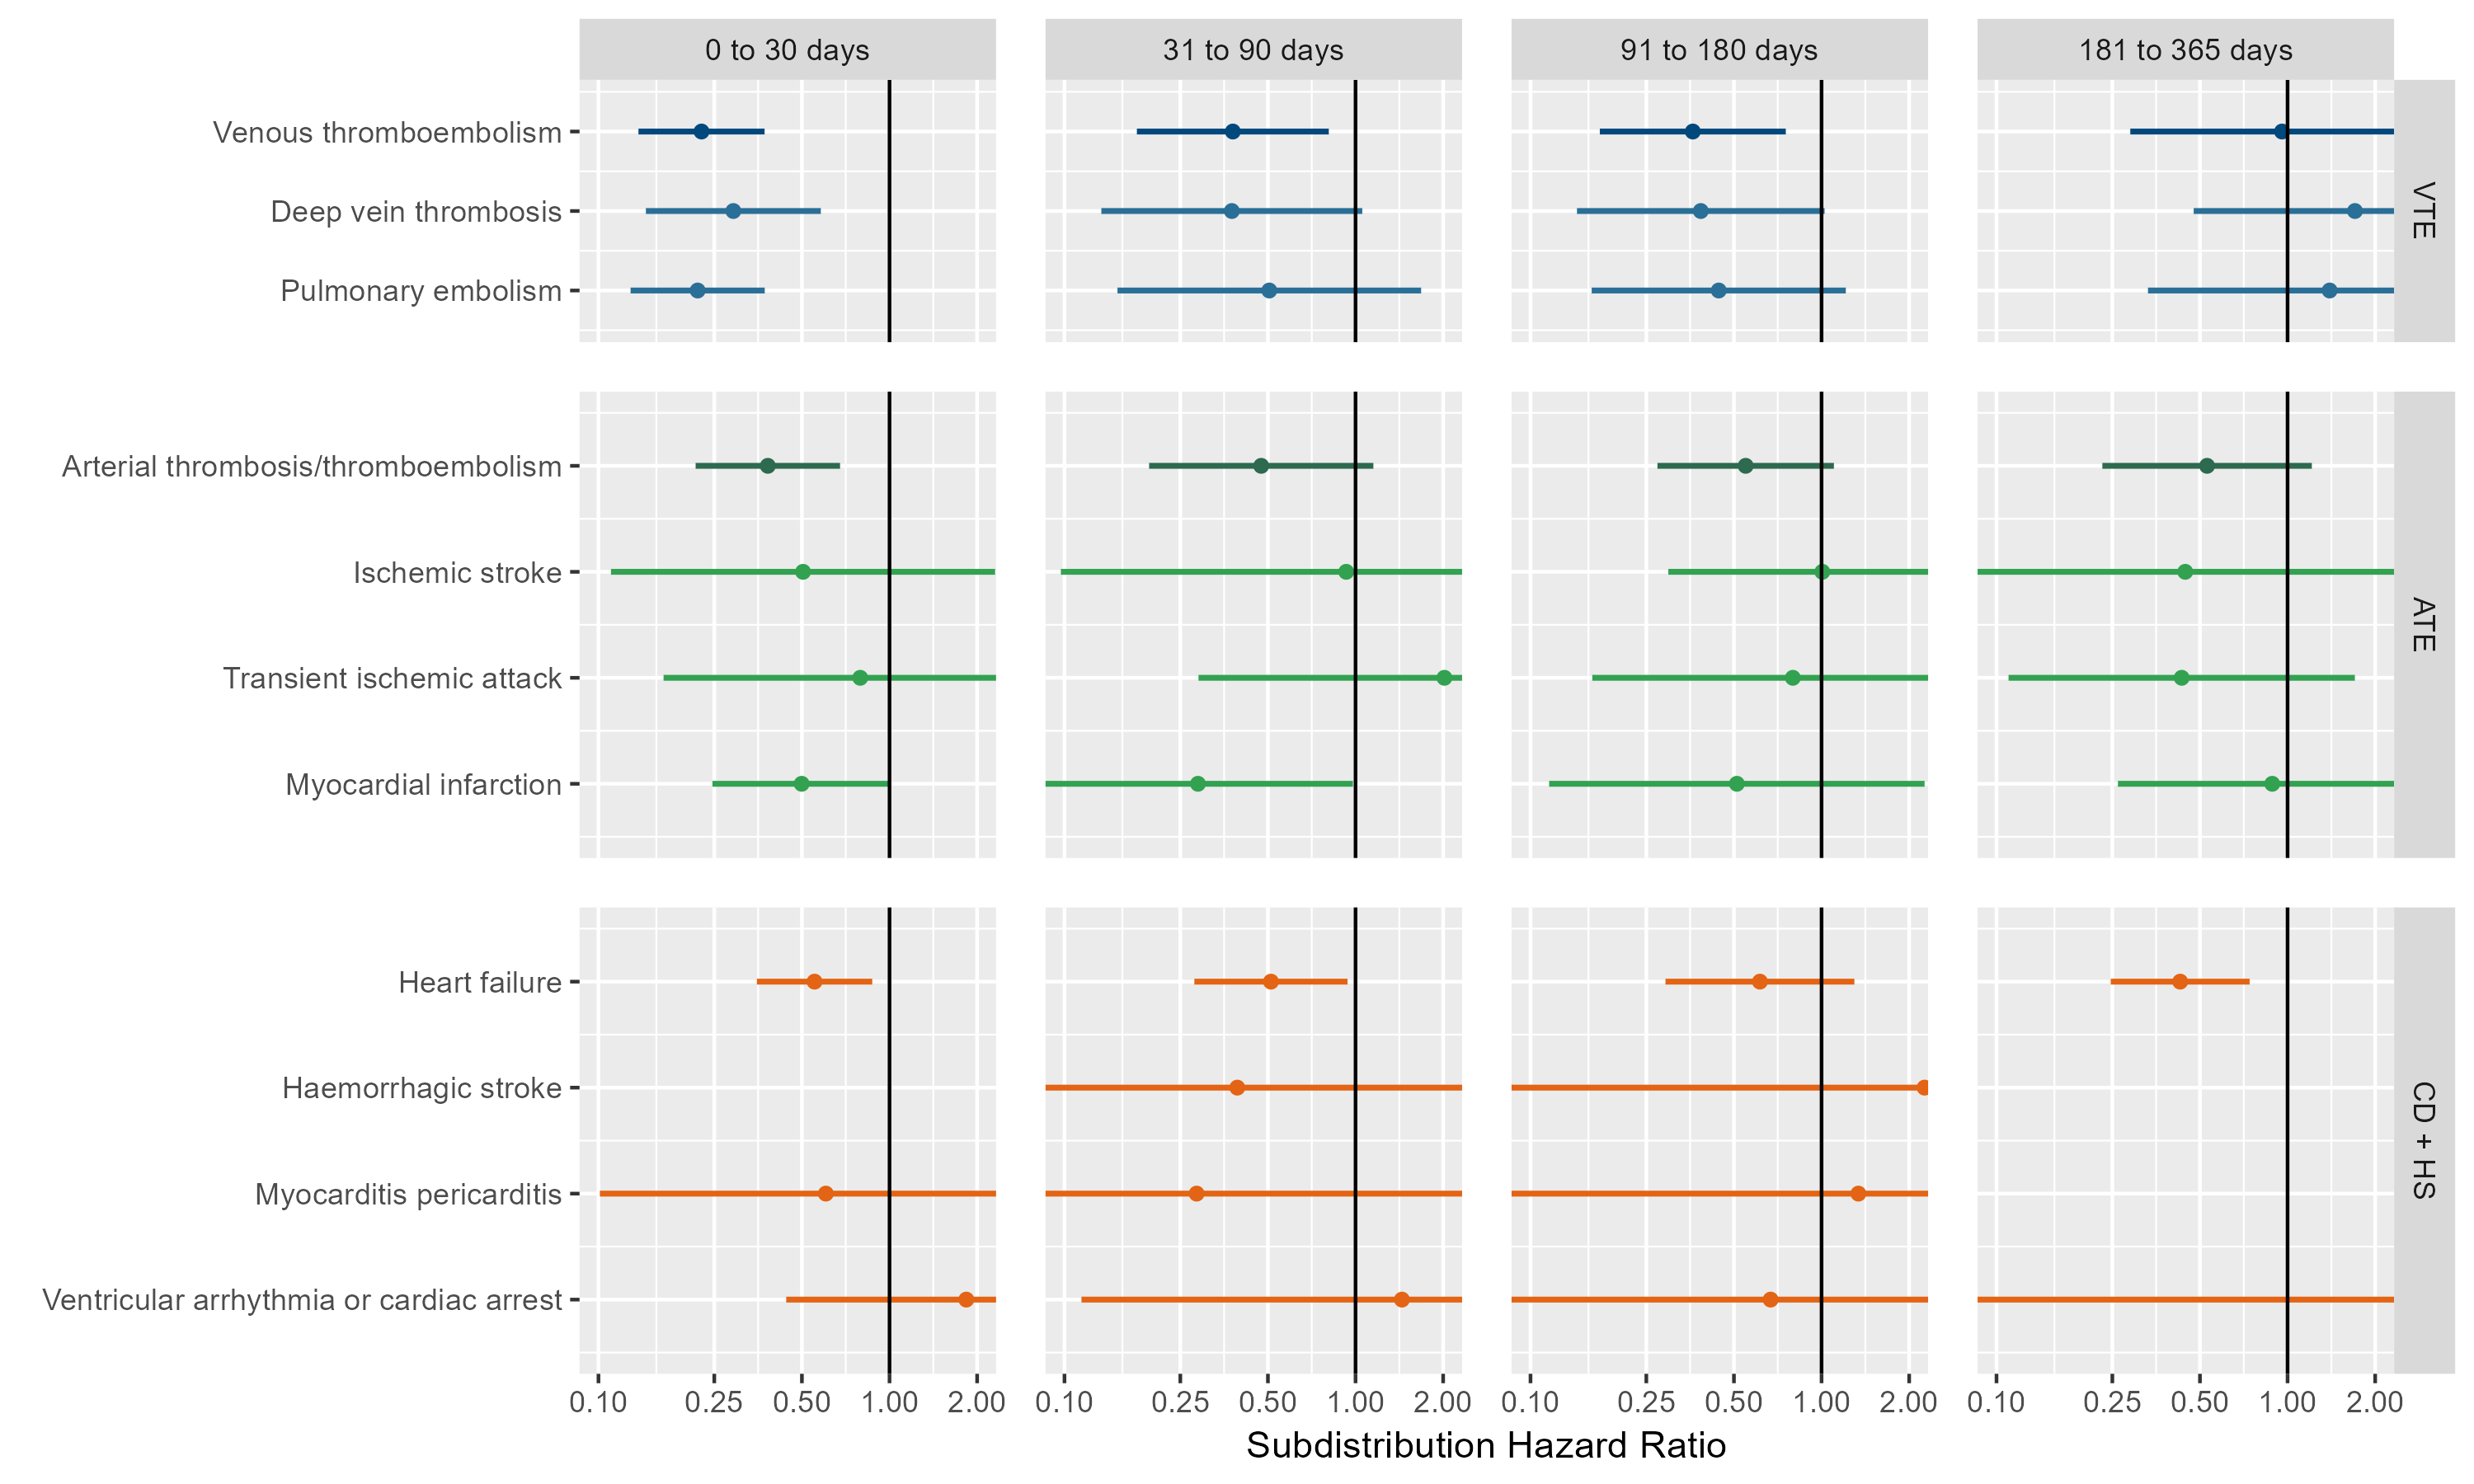 0 to 30 days
31 to 90 days
91 to 180 days
181 to 365 days
Venous thromboembolism
Deep vein thrombosis
Pulmonary embolism
VTE
Arterial thrombosis/thromboembolism
Ischemic stroke
Transient ischemic attack
Myocardial infarction
ATE
Heart failure
Haemorrhagic stroke
Myocarditis pericarditis
Ventricular arrhythmia or cardiac arrest
CD + HS
0.10 0.25 0.50 1.00 2.00
0.10 0.25 0.50 1.00 2.00
0.10 0.25 0.50 1.00 2.00
0.10 0.25 0.50 1.00 2.00
Subdistribution Hazard Ratio